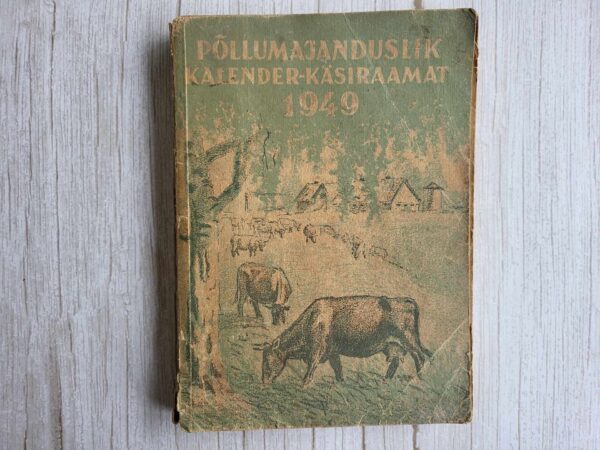 PÕLLUMAJANDUSLIK
KALENDER-KÄSIRAAMAT
1949